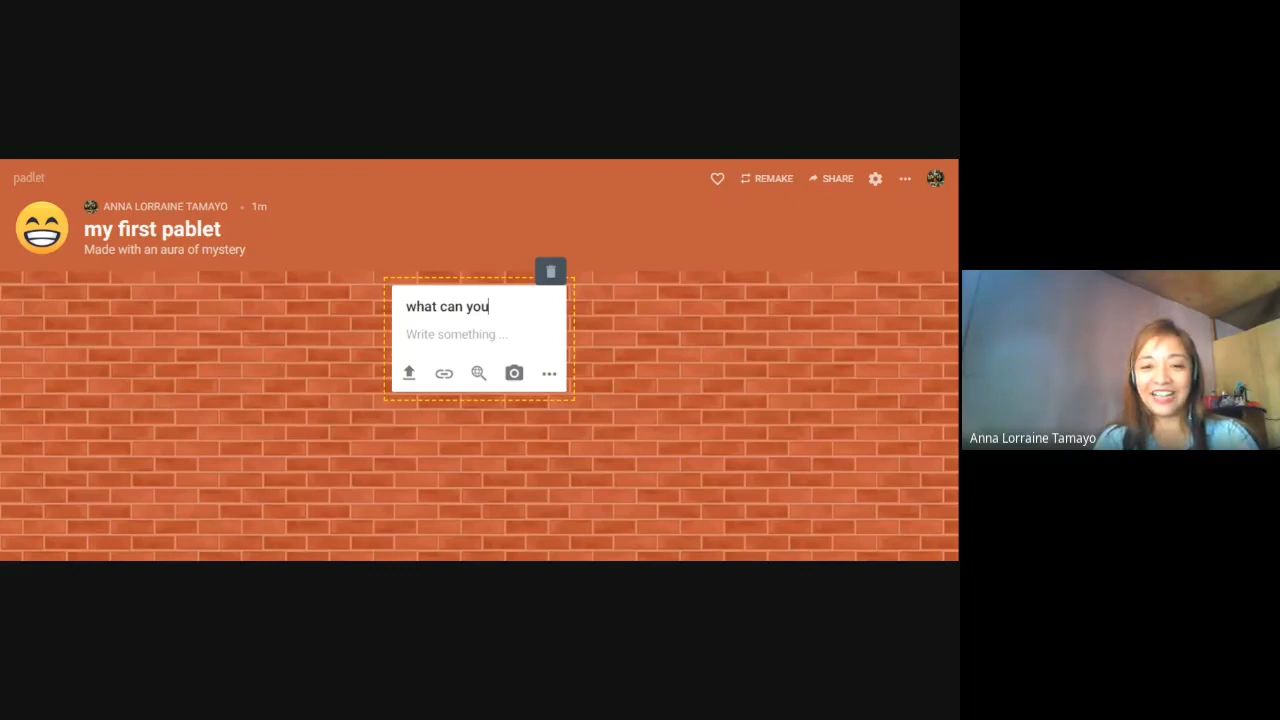 padlet
REMAKE
SHARE
ANNA LORRAINE TAMAYO • 1m
my first pablet
Made with an aura of mystery
what can you
Write something ...
Anna Lorraine Tamayo